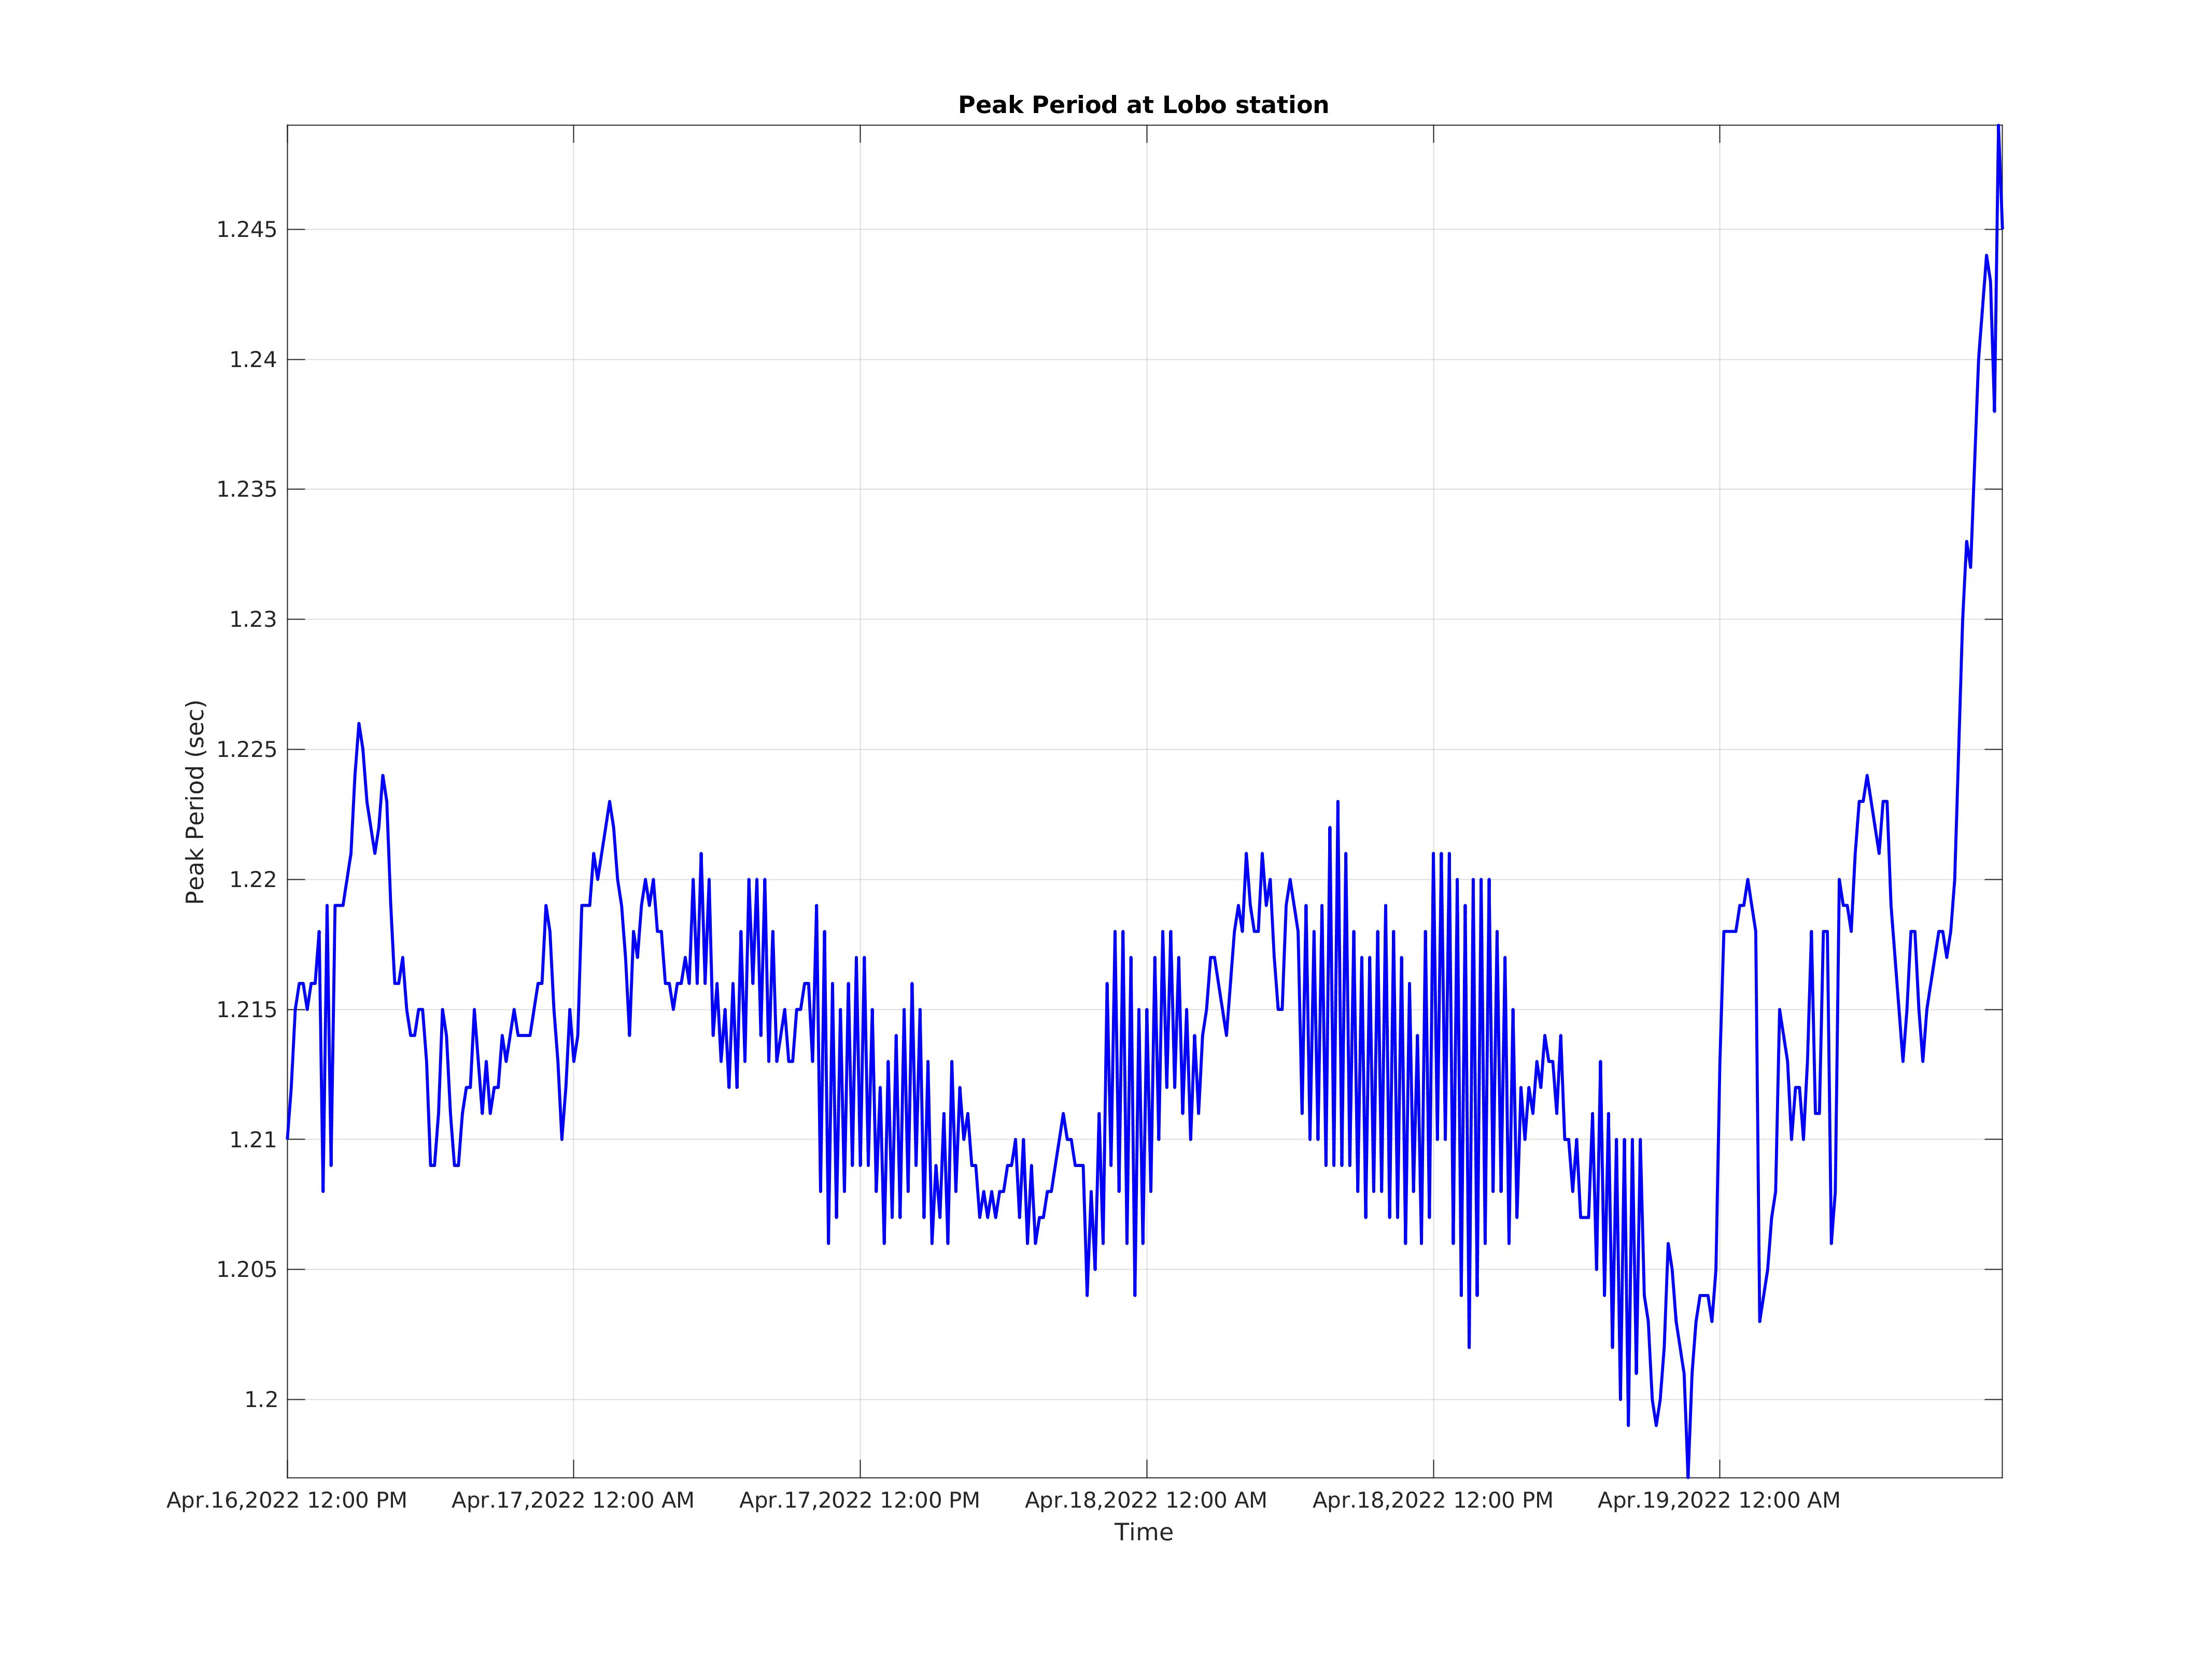 Peak Period at Lobo station
Peak Period (sec)
1.245
1.24
1.235
1.23
1.225
1.22
1.215
1.21
1.205
1.2
Apr.16,2022 12:00 PM
Apr.17,2022 12:00 AM
Apr.17,2022 12:00 PM
Apr.18,2022 12:00 AM
Apr.18,2022 12:00 PM
Apr.19,2022 12:00 AM
Time